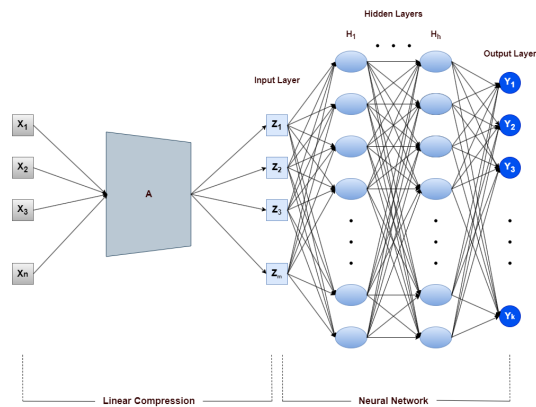 Hidden Layers
H1
Hh
Output Layer
Input Layer
X1
X2
X3
Xn
A
Z1
Z2
Z3
Zm
Y1
Y2
Y3
Yk
Linear Compression
Neural Network